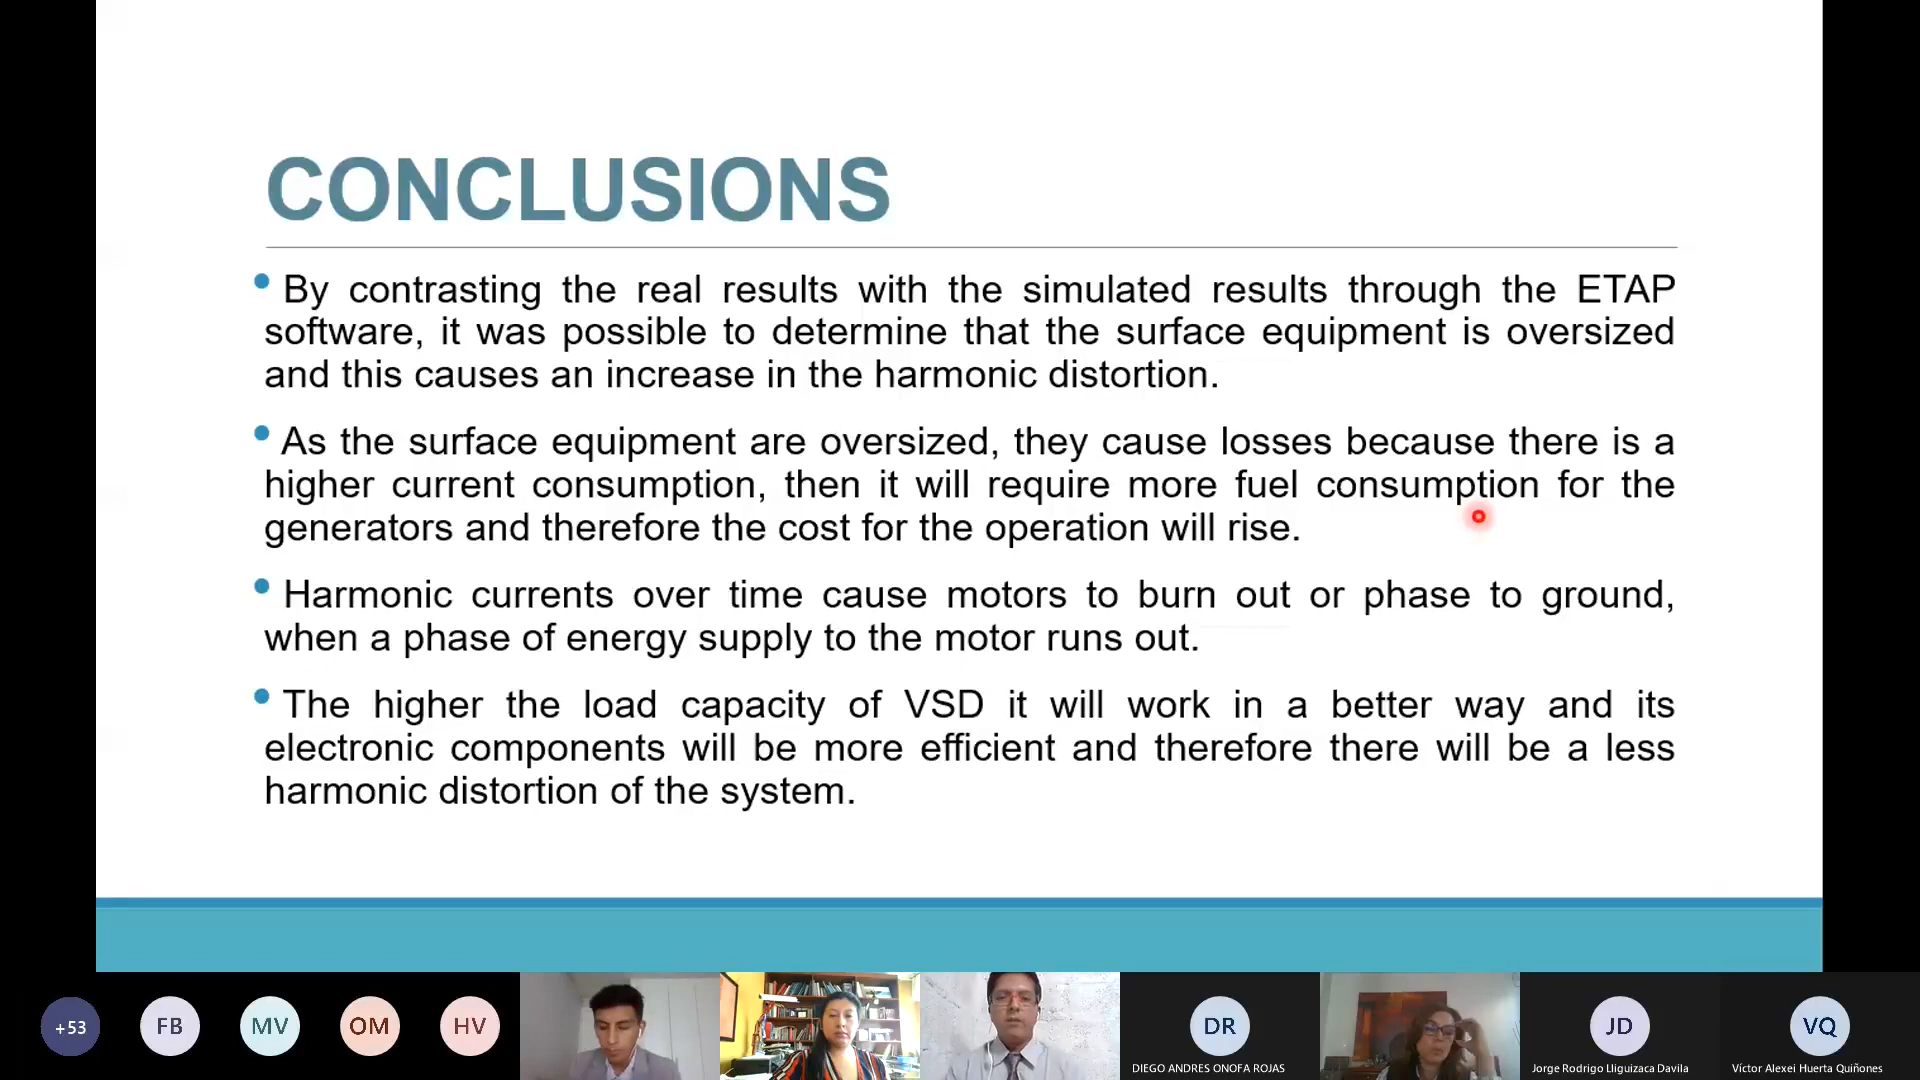 CONCLUSIONS
• By contrasting the real results with the simulated results through the ETAP
software, it was possible to determine that the surface equipment is oversized
and this causes an increase in the harmonic distortion.
• As the surface equipment are oversized, they cause losses because there is a
higher current consumption, then it will require more fuel consumption for the
generators and therefore the cost for the operation will rise.
• Harmonic currents over time cause motors to burn out or phase to ground,
when a phase of energy supply to the motor runs out.
• The higher the load capacity of VSD it will work in a better way and its
electronic components will be more efficient and therefore there will be a less
harmonic distortion of the system.
+53
FB
MV
OM
HV
DR
DIEGO ANDRES ONOFA ROJAS
JD
Jorge Rodrigo Lliguizaca Davila
VQ
Víctor Alexei Huerta Quiñones